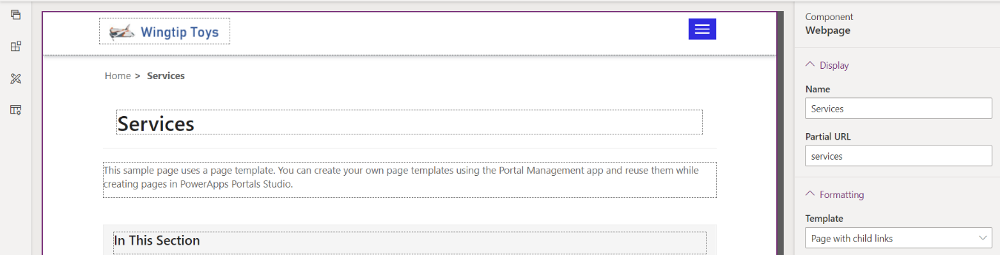 Wingtip Toys
Home > Services
Services
This sample page uses a page template. You can create your own page templates using the Portal Management app and reuse them while
creating pages in PowerApps Portals Studio.
In This Section
Component
Webpage
Display
Name
Services
Partial URL
services
Formatting
Template
Page with child links